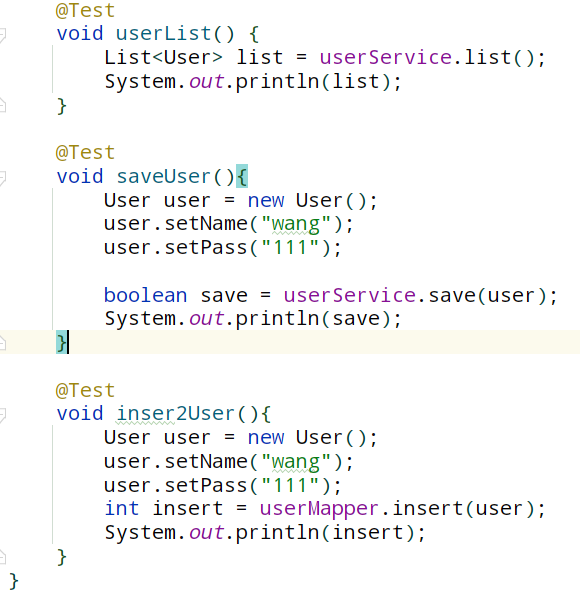 @Test
void userList() {
List<User> list = userService.list();
System.out.println(list);
}
@Test
void saveUser(){
User user = new User();
user.setName("wang");
user.setPass("111");
boolean save = userService.save(user);
System.out.println(save);
}
@Test
void inser2User(){
User user = new User();
user.setName("wang");
user.setPass("111");
int insert = userMapper.insert(user);
System.out.println(insert);
}
}